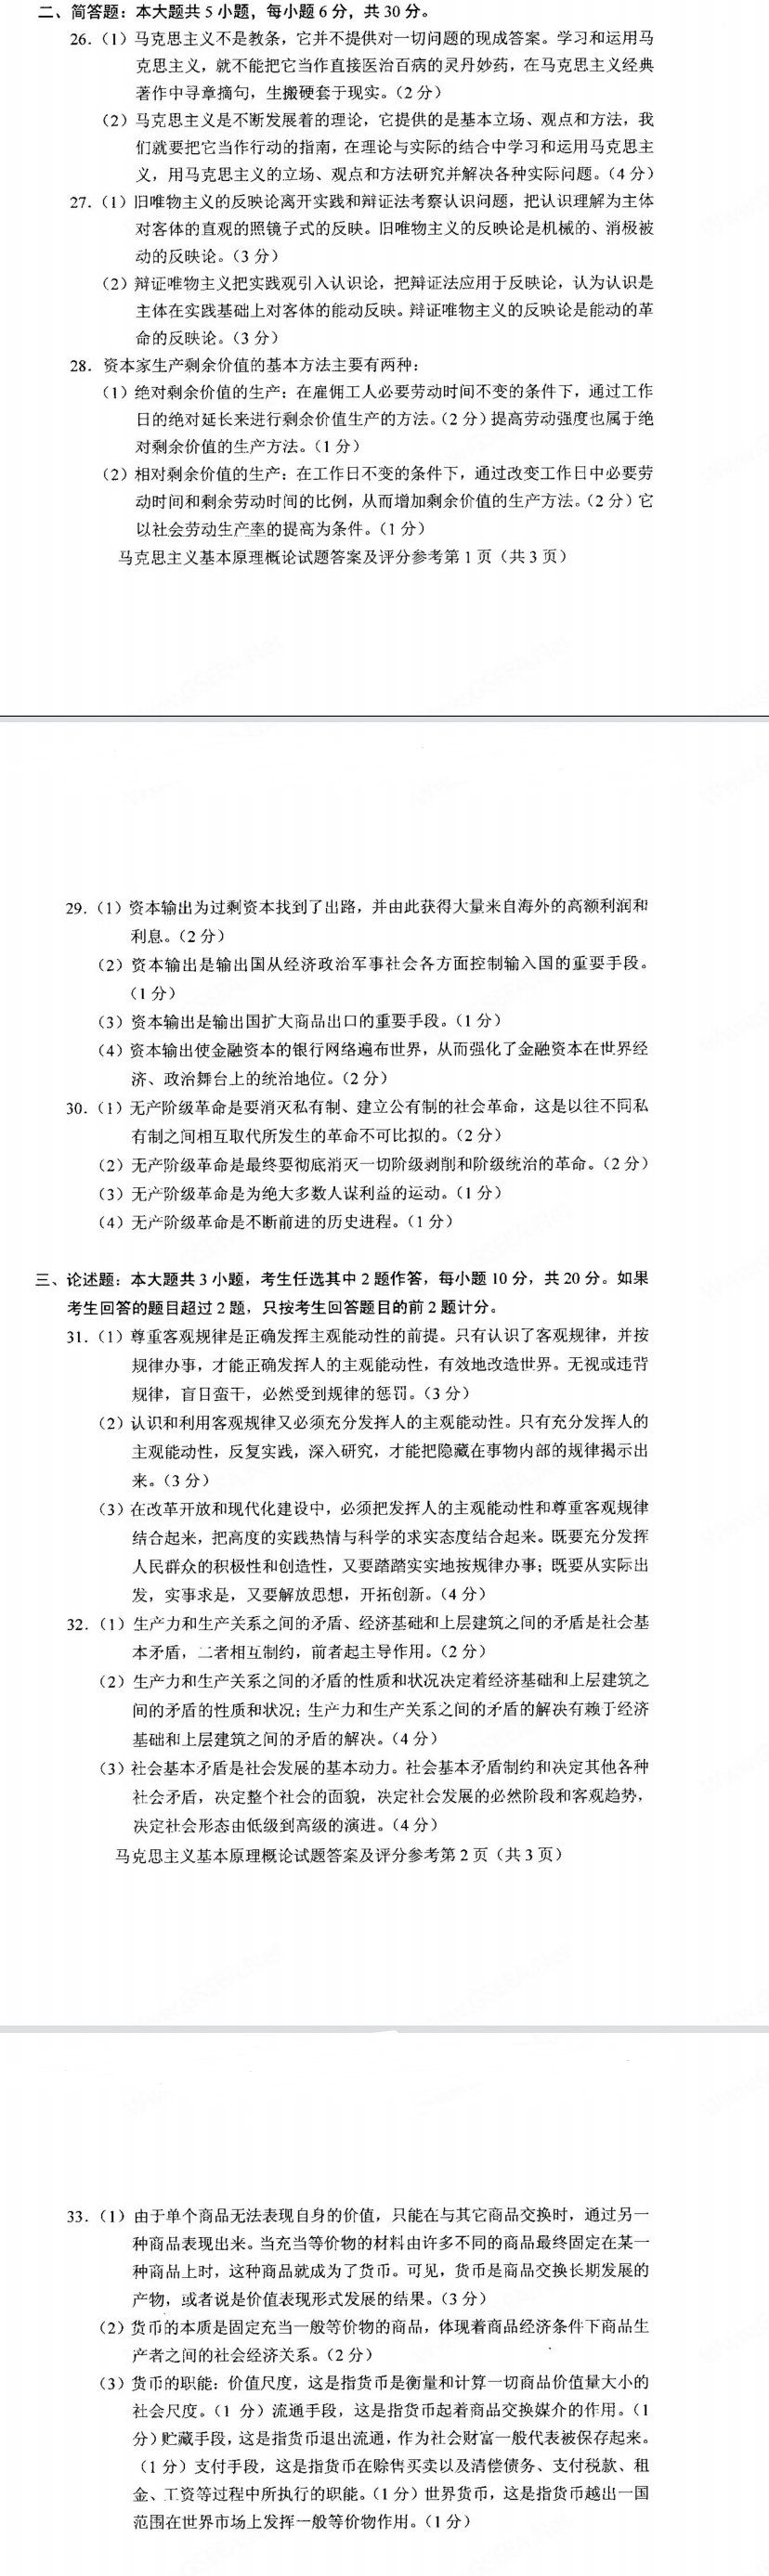 二、简答题：本大题共 5 小题，每小题 6 分，共 30 分。
26.（1）马克思主义不是教条，它并不提供对一切问题的现成答案。学习和运用马
克思主义，就不能把它当作直接医治百病的灵丹妙药，在马克思主义经典
著作中寻章摘句，生搬硬套于现实。（2 分）
（2）马克思主义是不断发展着的理论，它提供的是基本立场、观点和方法，我
们就要把它当作行动的指南，在理论与实际的结合中学习和运用马克思主
义，用马克思主义的立场、观点和方法研究并解决各种实际问题。（4 分）
27.（1）旧唯物主义的反映论离开实践和辩证法考察认识问题，把认识理解为主体
对客体的直观的照镜子式的反映。旧唯物主义的反映论是机械的、消极被
动的反映论。（3 分）
（2）辩证唯物主义把实践观引入认识论，把辩证法应用于反映论，认为认识是
主体在实践基础上对客体的能动反映。辩证唯物主义的反映论是能动的革
命的反映论。（3 分）
28．资本家生产剩余价值的基本方法主要有两种：
（1）绝对剩余价值的生产：在雇佣工人必要劳动时间不变的条件下，通过工作
日的绝对延长来进行剩余价值生产的方法。（2 分）提高劳动强度也属于绝
对剩余价值的生产方法。（1 分）
（2）相对剩余价值的生产：在工作日不变的条件下，通过改变工作日中必要劳
动时间和剩余劳动时间的比例，从而增加剩余价值的生产方法。（2 分）它
以社会劳动生产率的提高为条件。（1 分）
马克思主义基本原理概论试题答案及评分参考第 1 页（共 3 页）
29.（1）资本输出为过剩资本找到了出路，并由此获得大量来自海外的高额利润和
利息。（2 分）
（2）资本输出是输出国从经济政治军事社会各方面控制输入国的重要手段。
（1 分）
（3）资本输出是输出国扩大商品出口的重要手段。（1 分）
（4）资本输出使金融资本的银行网络遍布世界，从而强化了金融资本在世界经
济、政治舞台上的统治地位。（2 分）
30.（1）无产阶级革命是要消灭私有制、建立公有制的社会革命，这是以往不同私
有制之间相互取代所发生的革命不可比拟的。（2 分）
（2）无产阶级革命是最终要彻底消灭一切阶级剥削和阶级统治的革命。（2 分）
（3）无产阶级革命是为绝大多数人谋利益的运动。（1 分）
（4）无产阶级革命是不断前进的历史进程。（1 分）
三、论述题：本大题共 3 小题，考生任选其中 2 题作答，每小题 10 分，共 20 分。如果
考生回答的题目超过 2 题，只按考生回答题目的前 2 题计分。
31.（1）尊重客观规律是正确发挥主观能动性的前提。只有认识了客观规律，并按
规律办事，才能正确发挥人的主观能动性，有效地改造世界。无视或违背
规律，盲目蛮干，必然受到规律的惩罚。（3 分）
（2）认识和利用客观规律又必须充分发挥人的主观能动性。只有充分发挥人的
主观能动性，反复实践，深入研究，才能把隐藏在事物内部的规律揭示出
来。（3 分）
（3）在改革开放和现代化建设中，必须把发挥人的主观能动性和尊重客观规律
结合起来，把高度的实践热情与科学的求实态度结合起来。既要充分发挥
人民群众的积极性和创造性，又要踏踏实实地按规律办事；既要从实际出
发，实事求是，又要解放思想，开拓创新。（4 分）
32.（1）生产力和生产关系之间的矛盾、经济基础和上层建筑之间的矛盾是社会基
本矛盾，二者相互制约，前者起主导作用。（2 分）
（2）生产力和生产关系之间的矛盾的性质和状况决定着经济基础和上层建筑之
间的矛盾的性质和状况；生产力和生产关系之间的矛盾的解决有赖于经济
基础和上层建筑之间的矛盾的解决。（4 分）
（3）社会基本矛盾是社会发展的基本动力。社会基本矛盾制约和决定其他各种
社会矛盾，决定整个社会的面貌，决定社会发展的必然阶段和客观趋势，
决定社会形态由低级到高级的演进。（4 分）
马克思主义基本原理概论试题答案及评分参考第 2 页（共 3 页）
33.（1）由于单个商品无法表现自身的价值，只能在与其它商品交换时，通过另一
种商品表现出来。当充当等价物的材料由许多不同的商品最终固定在某一
种商品上时，这种商品就成为了货币。可见，货币是商品交换长期发展的
产物，或者说是价值表现形式发展的结果。（3 分）
（2）货币的本质是固定充当一般等价物的商品，体现着商品经济条件下商品生
产者之间的社会经济关系。（2 分）
（3）货币的职能：价值尺度，这是指货币是衡量和计算一切商品价值量大小的
社会尺度。（1 分）流通手段，这是指货币起着商品交换媒介的作用。（1
分）贮藏手段，这是指货币退出流通，作为社会财富一般代表被保存起来。
（1 分）支付手段，这是指货币在赊售买卖以及清偿债务、支付税款、租
金、工资等过程中所执行的职能。（1 分）世界货币，这是指货币越出一国
范围在世界市场上发挥一般等价物作用。（1 分）